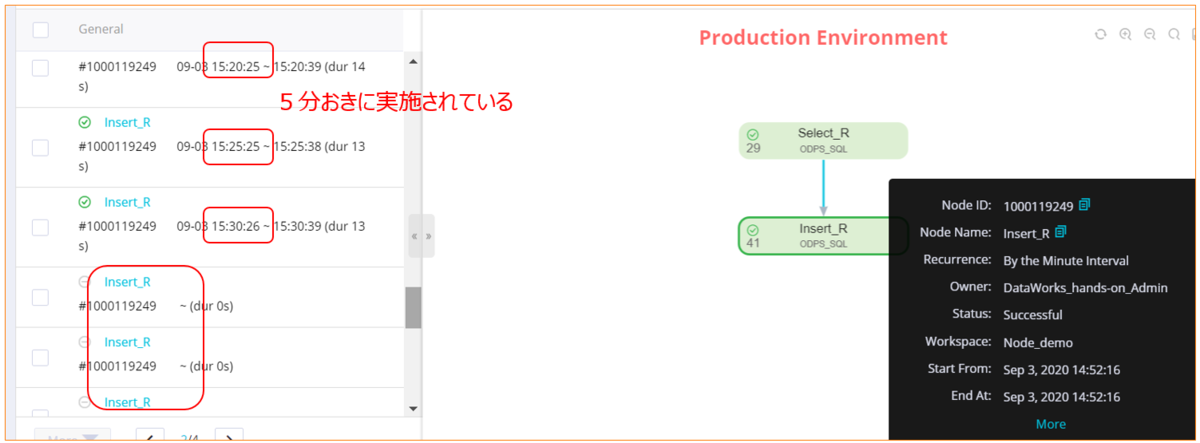 General
#1000119249 09-03 15:20:25 ~ 15:20:39 (dur 14
s)
５分おきに実施されている
Insert_R
#1000119249 09-03 15:25:25 ~ 15:25:38 (dur 13
s)
Insert_R
#1000119249 09-03 15:30:26 ~ 15:30:39 (dur 13
s)
Insert_R
#1000119249 ~ (dur 0s)
Insert_R
#1000119249 ~ (dur 0s)
Insert_R
More
2/4
« »
Production Environment
Select_R
29 ODPS_SQL
Insert_R
41 ODPS_SQL
Node ID: 1000119249
Node Name: Insert_R
Recurrence: By the Minute Interval
Owner: DataWorks_hands-on_Admin
Status: Successful
Workspace: Node_demo
Start From: Sep 3, 2020 14:52:16
End At: Sep 3, 2020 14:52:16
More